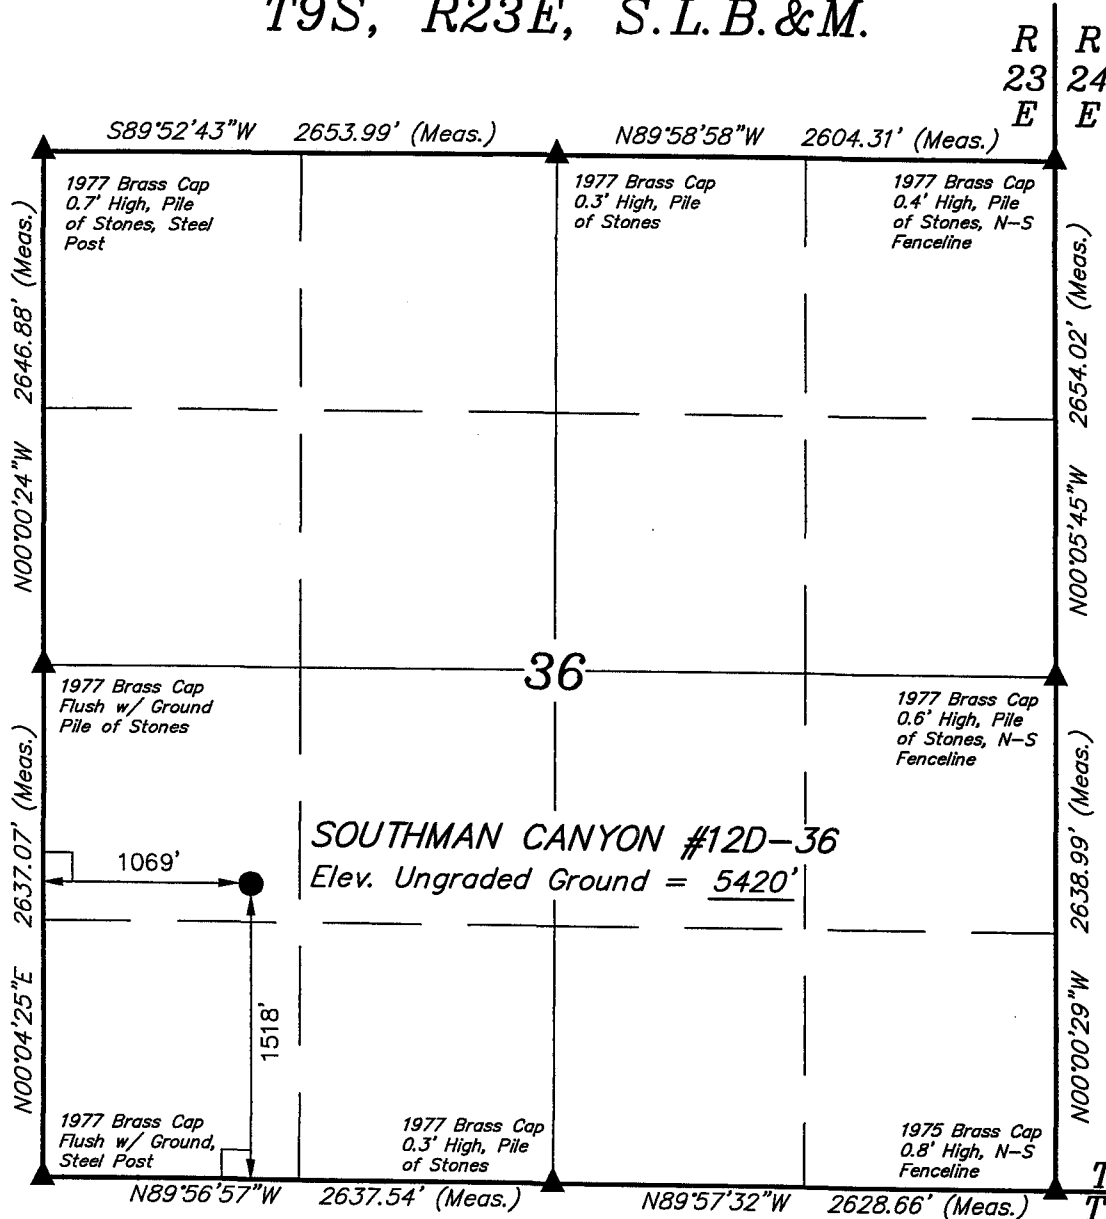 T9S, R23E, S.L.B.&M.
R R
23 24
E E
S89°52'43"W 2653.99' (Meas.)
N89°58'58"W 2604.31' (Meas.)
1977 Brass Cap
0.7' High, Pile
of Stones, Steel
Post
1977 Brass Cap
0.3' High, Pile
of Stones
1977 Brass Cap
0.4' High, Pile
of Stones, N-S
Fenceline
N00°00'24"W 2646.88' (Meas.)
N00°05'45"W 2654.02' (Meas.)
36
1977 Brass Cap
Flush w/ Ground
Pile of Stones
1977 Brass Cap
0.6' High, Pile
of Stones, N-S
Fenceline
N00°04'25"E 2637.07' (Meas.)
N00°00'29"W 2638.99' (Meas.)
SOUTHMAN CANYON #12D-36
Elev. Ungraded Ground = 5420'
1069'
1518'
1977 Brass Cap
Flush w/ Ground,
Steel Post
1977 Brass Cap
0.3' High, Pile
of Stones
1975 Brass Cap
0.8' High, N-S
Fenceline
N89°56'57"W 2637.54' (Meas.)
N89°57'32"W 2628.66' (Meas.)
T
T